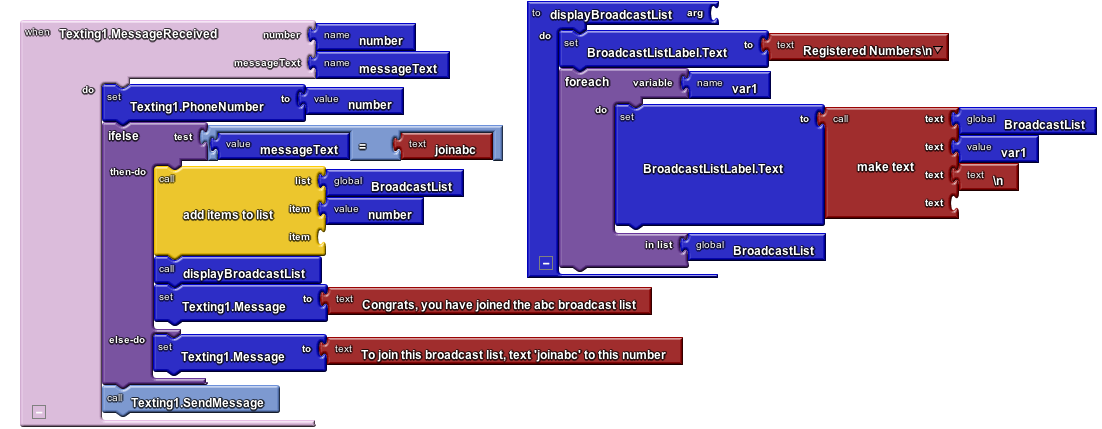 when Texting1.MessageReceived number name number
messageText name messageText
do set Texting1.PhoneNumber to value number
ifelse test value messageText = text joinabc
then-do call add items to list list global BroadcastList
item value number
item
call displayBroadcastList
set Texting1.Message to text Congrats, you have joined the abc broadcast list
else-do set Texting1.Message to text To join this broadcast list, text 'joinabc' to this number
call Texting1.SendMessage
to displayBroadcastList arg
do set BroadcastListLabel.Text to text Registered Numbers\n
foreach variable name var1
do set BroadcastListLabel.Text to call make text text global BroadcastList
text value var1
text text \n
text
in list global BroadcastList